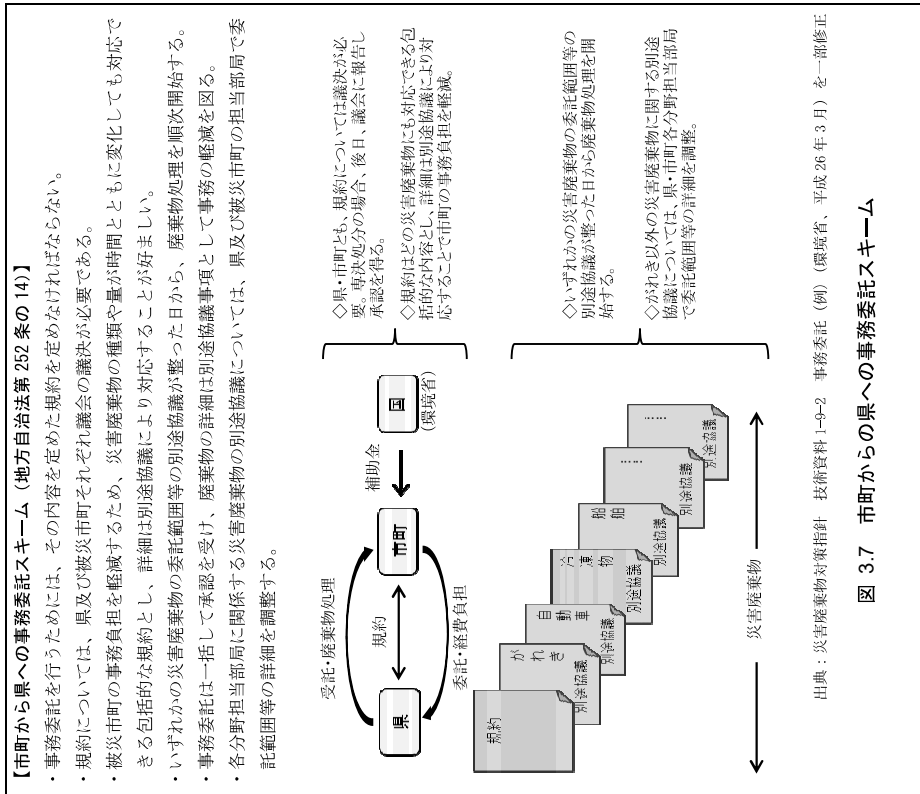 【市町から県への事務委託スキーム（地方自治法第 252 条の 14）】
・事務委託を行うためには、その内容を定めた規約を定めなければならない。
・規約については、県及び被災市町それぞれ議会の議決が必要である。
・被災市町の事務負担を軽減するため、災害廃棄物の種類や量が時間とともに変化しても対応で
きる包括的な規約とし、詳細は別途協議により対応することが好ましい。
・いずれかの災害廃棄物の委託範囲等の別途協議が整った日から、廃棄物処理を順次開始する。
・事務委託は一括して承認を受け、廃棄物の詳細は別途協議事項として事務の軽減を図る。
・各分野担当部局に関係する災害廃棄物の別途協議については、県及び被災市町の担当部局で委
託範囲等の詳細を調整する。
受託・廃棄物処理
県
規約
市町
補助金
国
(環境省)
委託・経費負担
◇県・市町とも、規約については議決が必
要。専決処分の場合、後日、議会に報告し
承認を得る。
◇規約はどの災害廃棄物にも対応できる包
括的な内容とし、詳細は別途協議により対
応することで市町の事務負担を軽減。
規約
がれき
別途協議
自動車
別途協議
冷凍物
別途協議
船舶
別途協議
……
別途協議
……
別途協議
災害廃棄物
◇いずれかの災害廃棄物の委託範囲等の
別途協議が整った日から廃棄物処理を開
始する。
◇がれき以外の災害廃棄物に関する別途
協議については、県・市町各分野担当部局
で委託範囲等の詳細を調整。
出典：災害廃棄物対策指針　技術資料 1-9-2　事務委託（例）（環境省、平成 26 年 3 月）を一部修正
図 3.7　市町からの県への事務委託スキーム